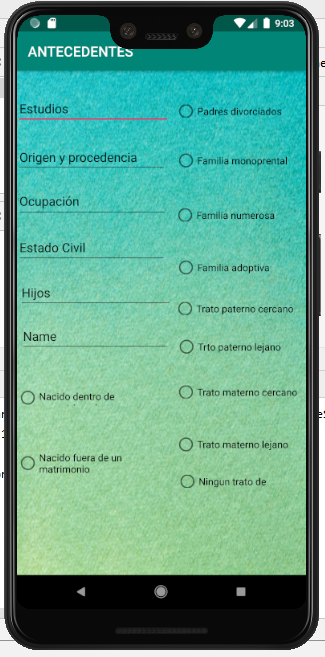 9:03
ANTECEDENTES
Estudios
Origen y procedencia
Ocupación
Estado Civil
Hijos
Name
Nacido dentro de
Nacido fuera de un
matrimonio
Padres divorciados
Familia monoprental
Familia numerosa
Familia adoptiva
Trato paterno cercano
Trto paterno lejano
Trato materno cercano
Trato materno lejano
Ningun trato de